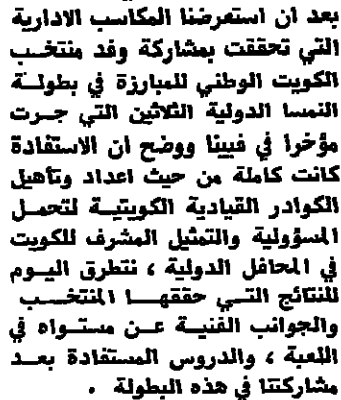 بعد ان استعرضنا المكاسب الادارية
التي تحققت بمشاركة وفد منتخب
الكويت الوطني للمبارزة في بطولة
النمسا الدولية الثلاثين التي جرت
مؤخرا في فيينا ووضح ان الاستفادة
كانت كاملة من حيث اعداد وتأهيل
الكوادر القيادية الكويتية لتحمل
المسؤولية والتمثيل المشرف للكويت
في المحافل الدولية ، نتطرق اليوم
للنتائج التي حققها المنتخب
والجوانب الفنية عن مستواه في
اللعبة ، والدروس المستفادة بعد
مشاركتنا في هذه البطولة .